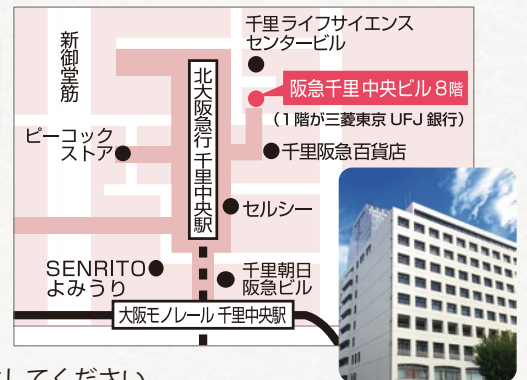 新御堂筋
千里ライフサイエンス
センタービル
阪急千里中央ビル8階
(1階が三菱東京UFJ銀行)
北大阪急行 千里中央駅
ピーコック
ストア
千里阪急百貨店
セルシー
SENRITO
よみうり
千里朝日
阪急ビル
大阪モノレール 千里中央駅
してください